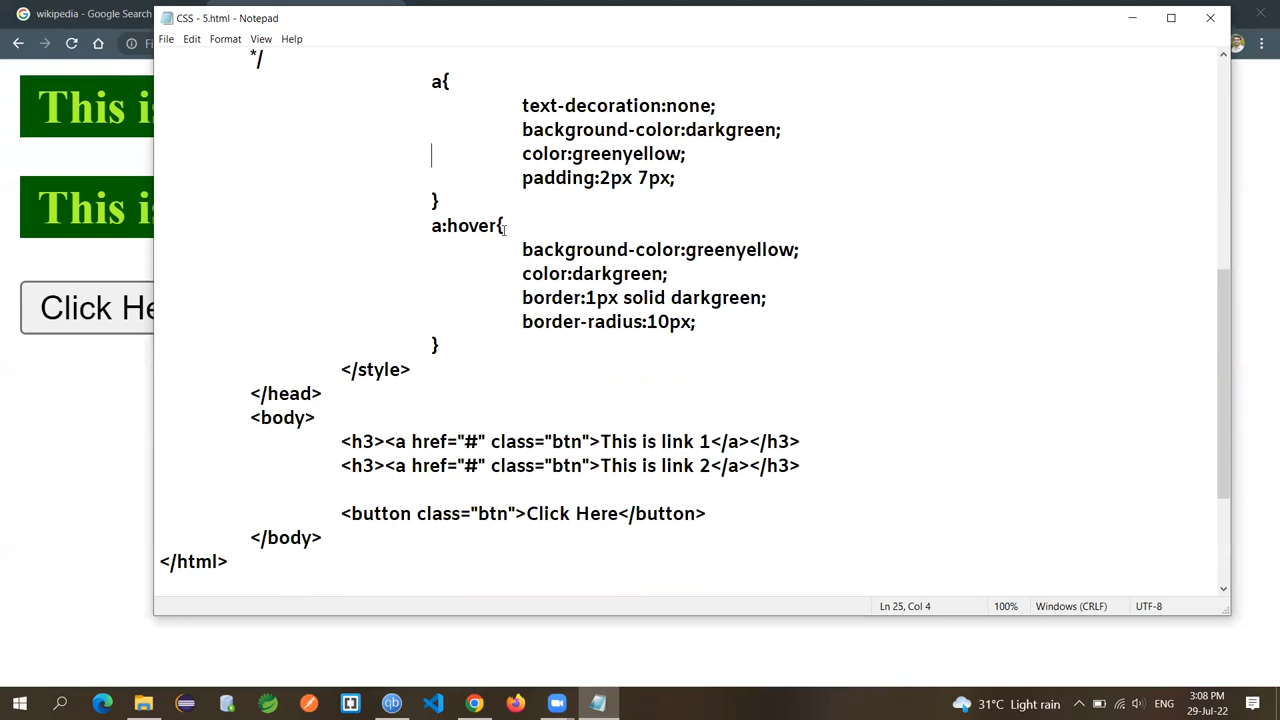 wikipedia - Google Search
CSS - 5.html - Notepad
File Edit Format View Help
*/
a{
text-decoration:none;
background-color:darkgreen;
color:greenyellow;
padding:2px 7px;
}
a:hover{
background-color:greenyellow;
color:darkgreen;
border:1px solid darkgreen;
border-radius:10px;
}
</style>
</head>
<body>
<h3><a href="#" class="btn">This is link 1</a></h3>
<h3><a href="#" class="btn">This is link 2</a></h3>
<button class="btn">Click Here</button>
</body>
</html>
This is
This is
Click He
Ln 25, Col 4 100% Windows (CRLF) UTF-8
31°C Light rain ENG 3:08 PM
29-Jul-22